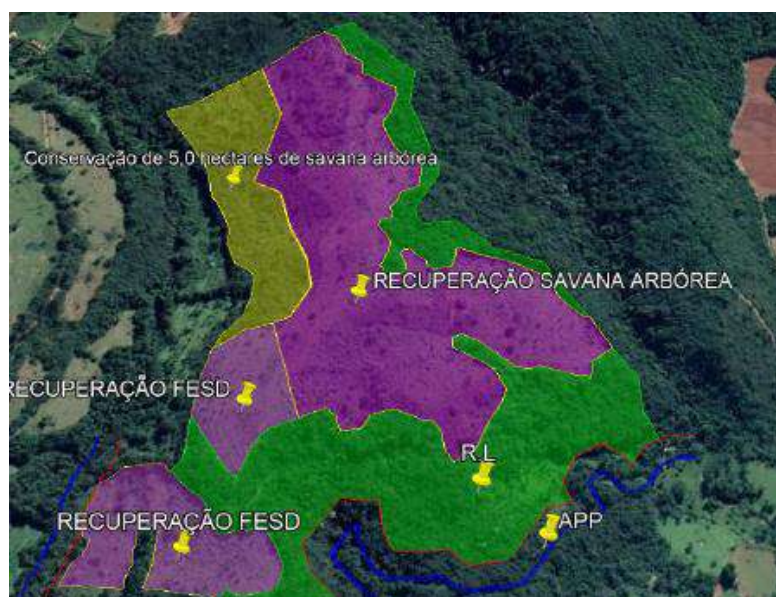 Conservação de 5,0 hectares de savana arbórea
RECUPERAÇÃO SAVANA ARBÓREA
RECUPERAÇÃO FESD
R.L
RECUPERAÇÃO FESD
APP